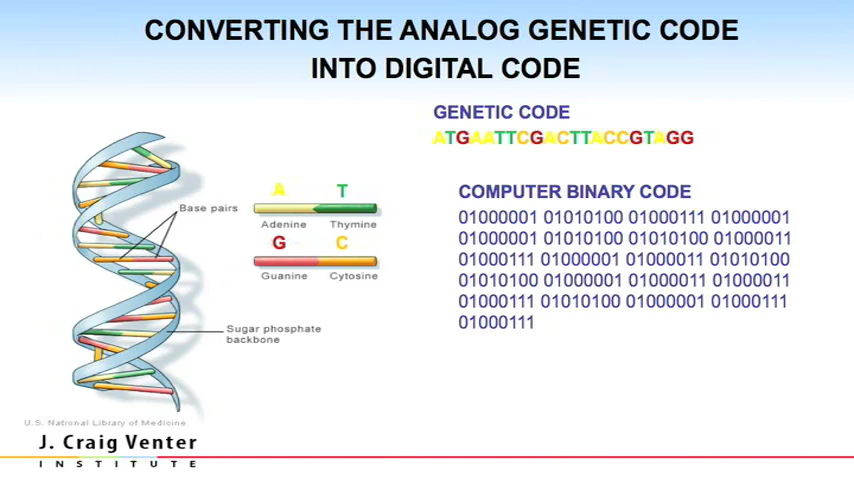 CONVERTING THE ANALOG GENETIC CODE
INTO DIGITAL CODE
GENETIC CODE
ATGAATTCGACTTACCGTAGG
COMPUTER BINARY CODE
01000001 01010100 01000111 01000001
01000001 01010100 01010100 01000011
01000111 01000001 01000011 01010100
01010100 01000001 01000011 01000011
01000111 01010100 01000001 01000111
01000111
A T
Base pairs
Adenine Thymine
G C
Guanine Cytosine
Sugar phosphate
backbone
U.S. National Library of Medicine
J. Craig Venter
INSTITUTE